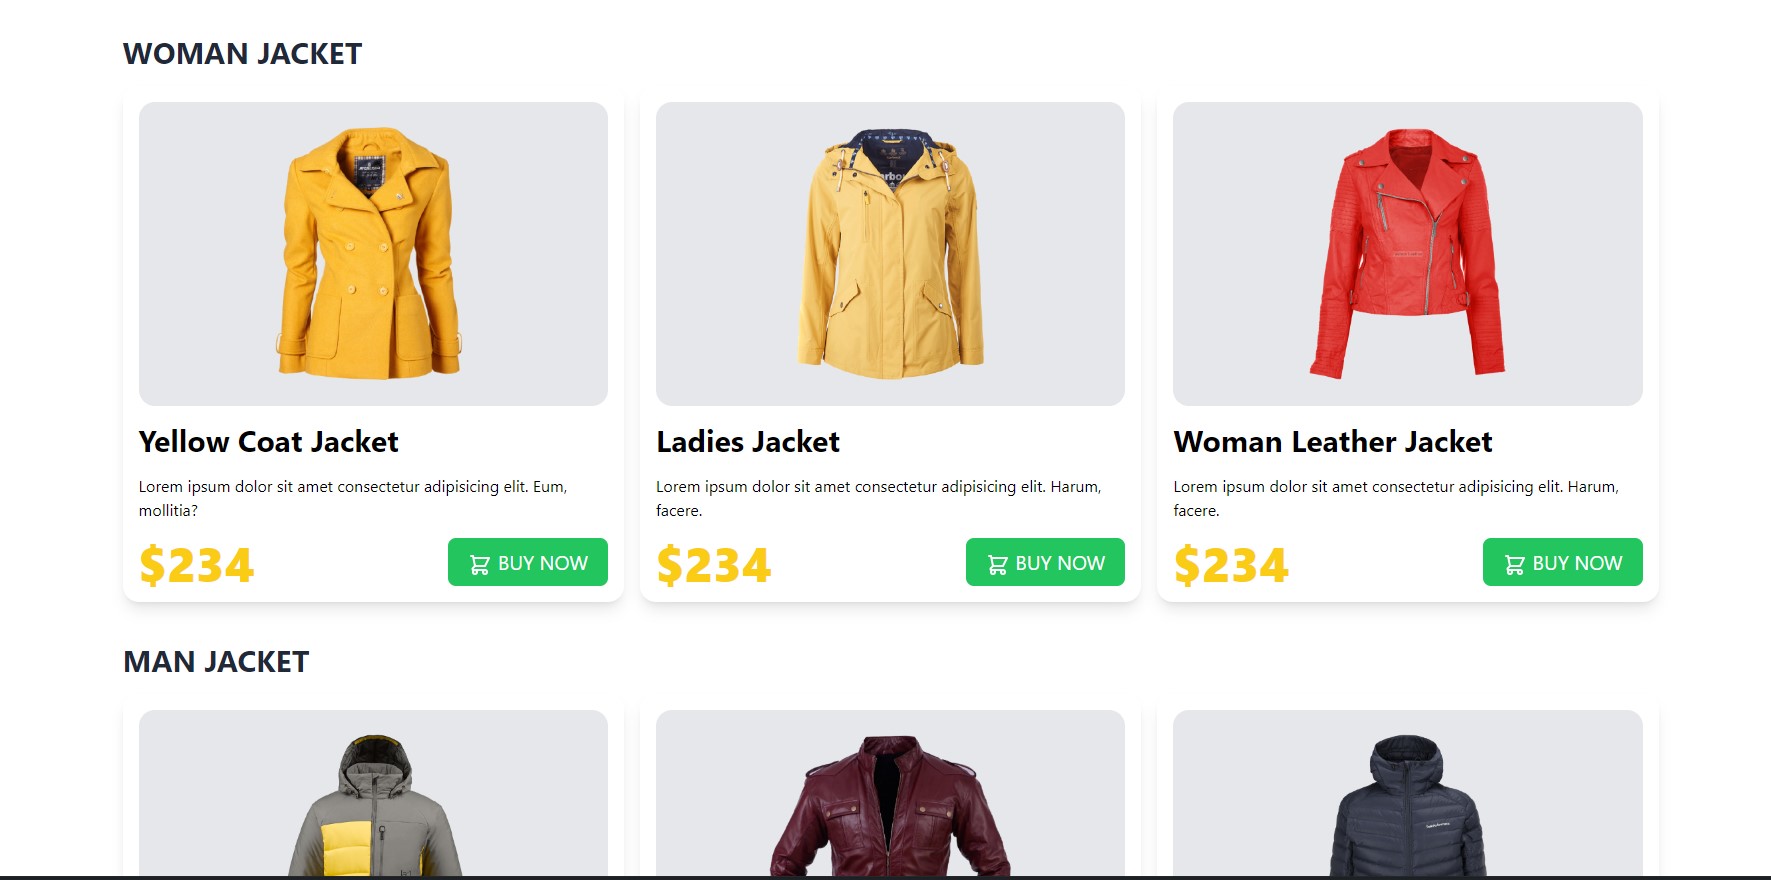 WOMAN JACKET
Yellow Coat Jacket
Lorem ipsum dolor sit amet consectetur adipisicing elit. Eum,
mollitia?
$234
BUY NOW
Ladies Jacket
Lorem ipsum dolor sit amet consectetur adipisicing elit. Harum,
facere.
$234
BUY NOW
Woman Leather Jacket
Lorem ipsum dolor sit amet consectetur adipisicing elit. Harum,
facere.
$234
BUY NOW
MAN JACKET